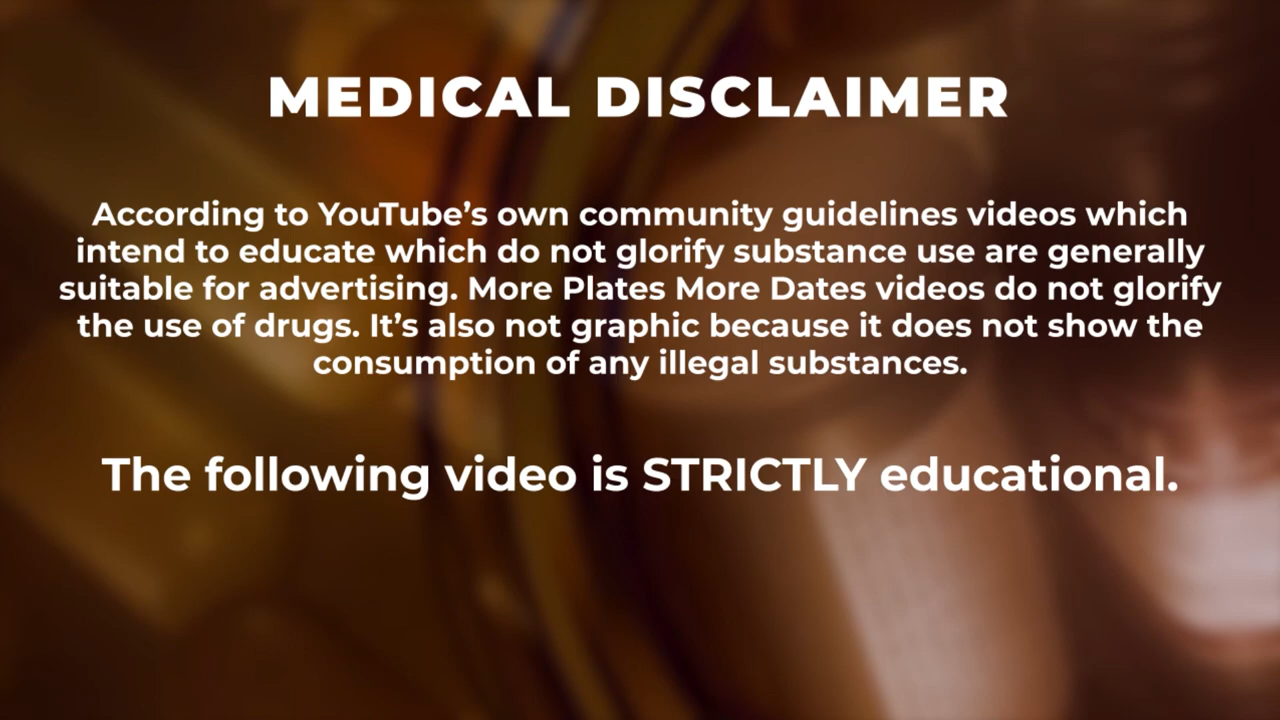 MEDICAL DISCLAIMER
According to YouTube’s own community guidelines videos which
intend to educate which do not glorify substance use are generally
suitable for advertising. More Plates More Dates videos do not glorify
the use of drugs. It’s also not graphic because it does not show the
consumption of any illegal substances.
The following video is STRICTLY educational.